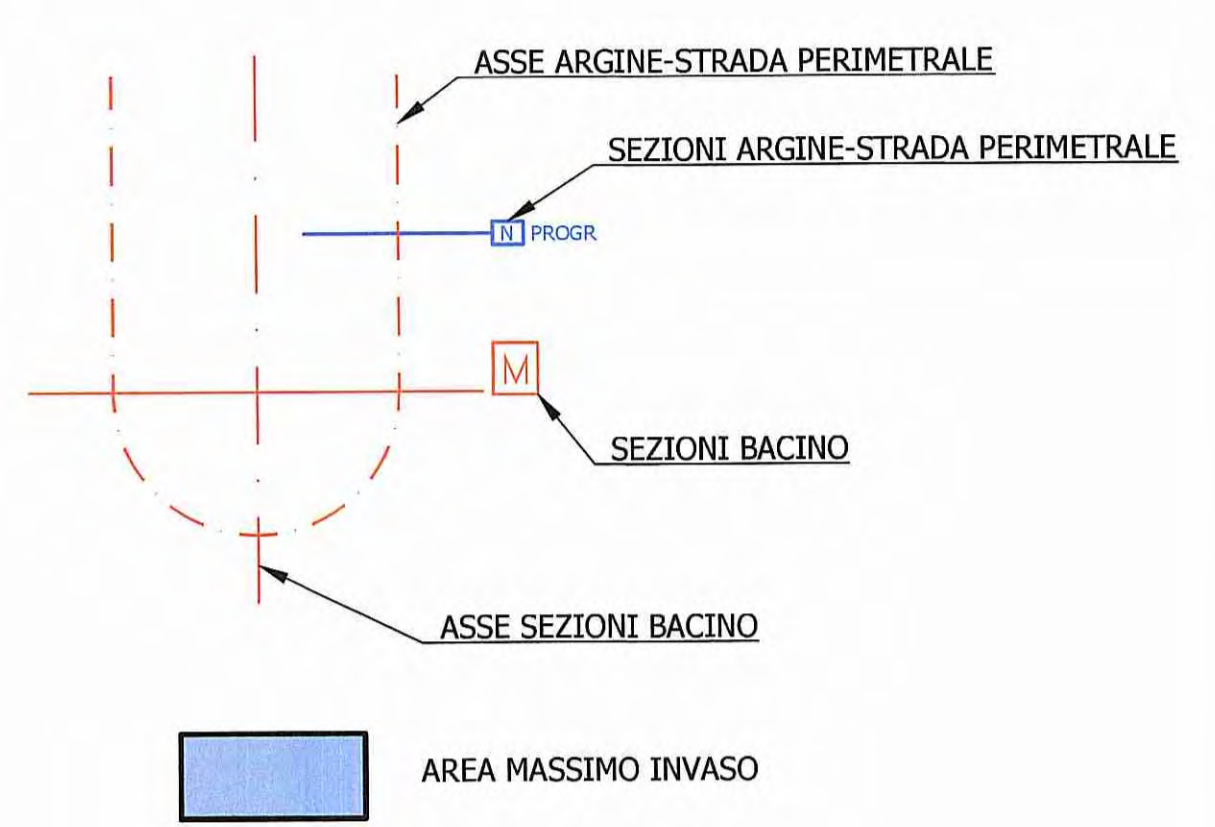 ASSE ARGINE-STRADA PERIMETRALE
SEZIONI ARGINE-STRADA PERIMETRALE
N PROGR
M
SEZIONI BACINO
ASSE SEZIONI BACINO
AREA MASSIMO INVASO